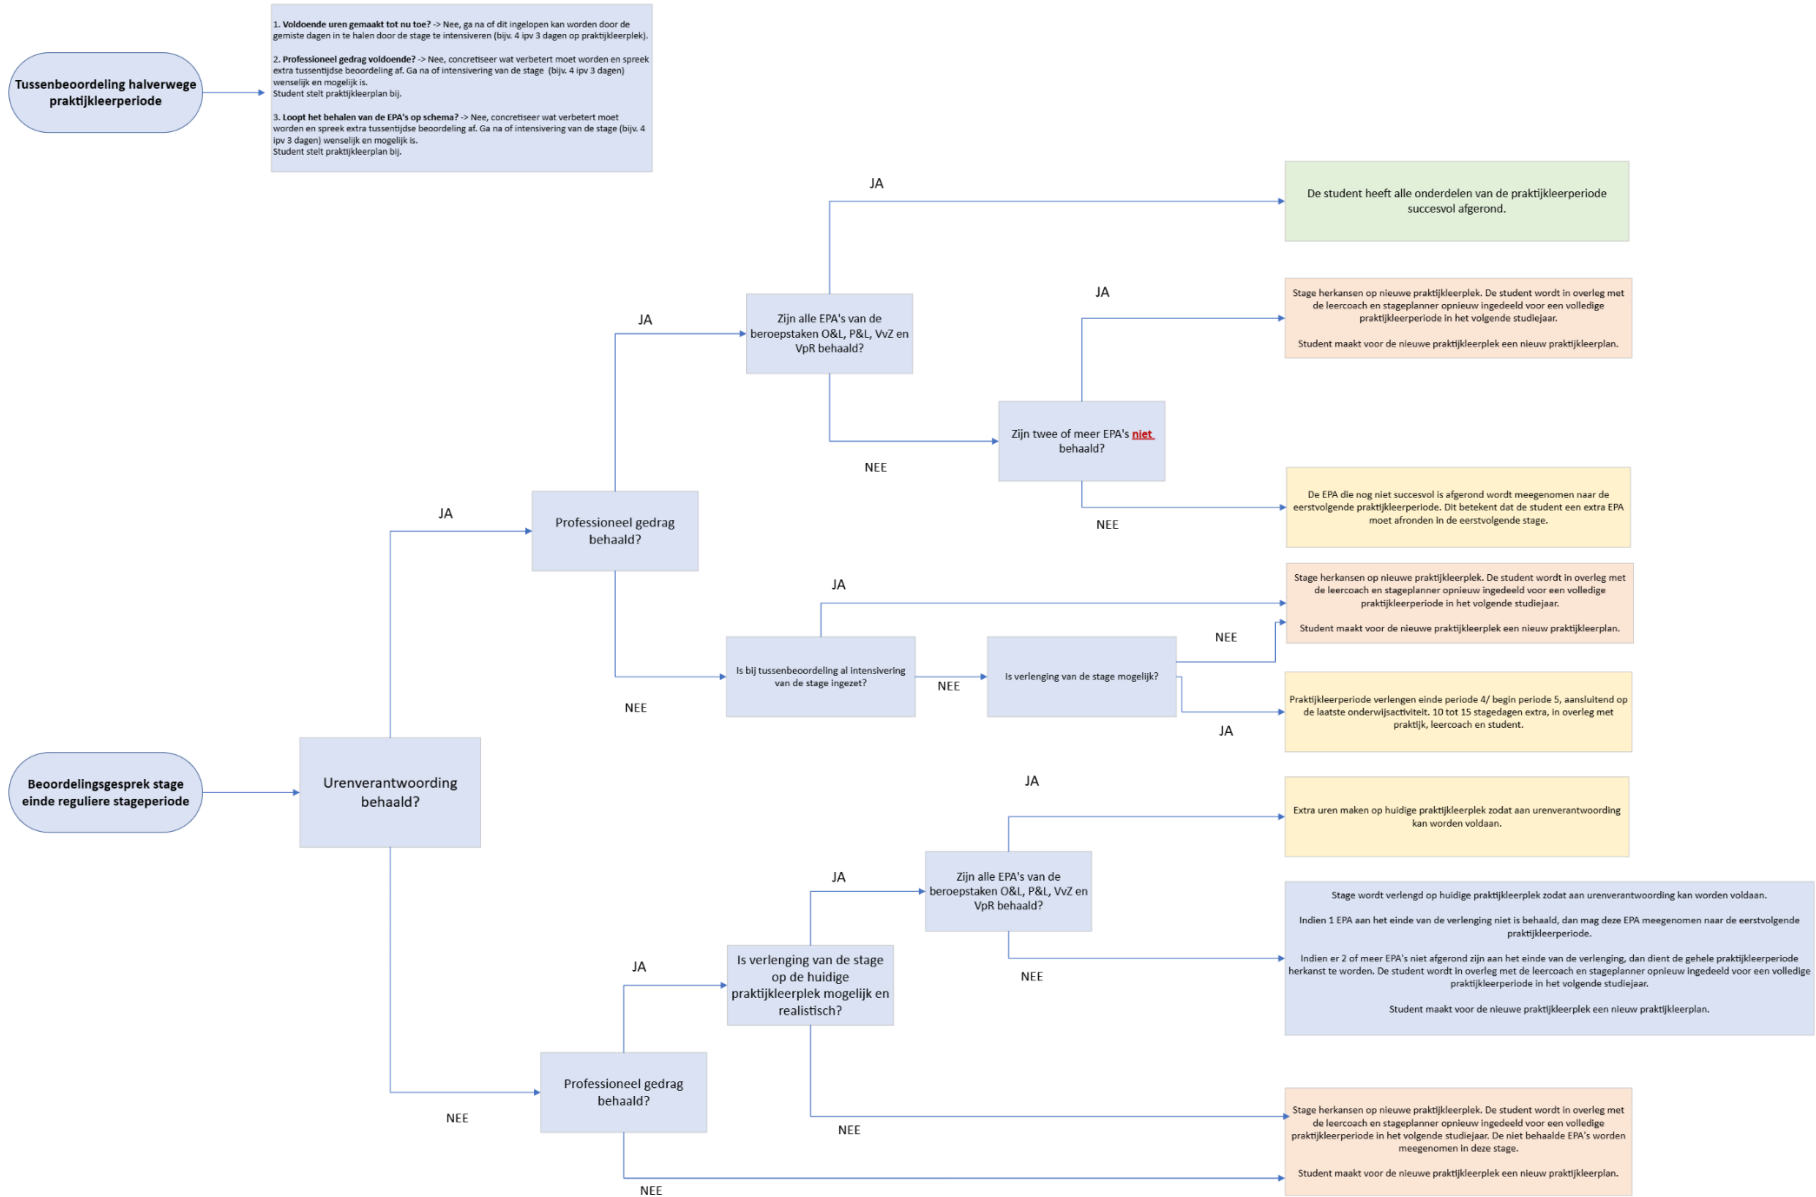 Tussenbeoordeling halverwege
praktijkleerperiode
1. Voldoende uren gemaakt tot nu toe? -> Nee, ga na of dit ingelopen kan worden door de
gemiste dagen in te halen door de stage te intensiveren (bijv. 4 ipv 3 dagen op praktijkleerplek).
2. Professioneel gedrag voldoende? -> Nee, concretiseer wat verbetert moet worden en spreek
extra tussentijdse beoordeling af. Ga na of intensivering van de stage (bijv. 4 ipv 3 dagen)
wenselijk en mogelijk is.
Student stelt praktijkleerplan bij.
3. Loopt het behalen van de EPA's op schema? -> Nee, concretiseer wat verbetert moet
worden en spreek extra tussentijdse beoordeling af. Ga na of intensivering van de stage (bijv. 4
ipv 3 dagen) wenselijk en mogelijk is.
Student stelt praktijkleerplan bij.
JA
De student heeft alle onderdelen van de praktijkleerperiode
succesvol afgerond.
JA
Zijn alle EPA's van de
beroepstaken O&L, P&L, VvZ en
VpR behaald?
JA
Stage herkansen op nieuwe praktijkleerplek. De student wordt in overleg met
de leercoach en stageplanner opnieuw ingedeeld voor een volledige
praktijkleerperiode in het volgende studiejaar.
Student maakt voor de nieuwe praktijkleerplek een nieuw praktijkleerplan.
NEE
Zijn twee of meer EPA's niet
behaald?
NEE
De EPA die nog niet succesvol is afgerond wordt meegenomen naar de
eerstvolgende praktijkleerperiode. Dit betekent dat de student een extra EPA
moet afronden in de eerstvolgende stage.
JA
Professioneel gedrag
behaald?
JA
Stage herkansen op nieuwe praktijkleerplek. De student wordt in overleg met
de leercoach en stageplanner opnieuw ingedeeld voor een volledige
praktijkleerperiode in het volgende studiejaar.
Student maakt voor de nieuwe praktijkleerplek een nieuw praktijkleerplan.
NEE
Is bij tussenbeoordeling al intensivering
van de stage ingezet?
NEE
Is verlenging van de stage mogelijk?
NEE
JA
Praktijkleerperiode verlengen einde periode 4/ begin periode 5, aansluitend op
de laatste onderwijsactiviteit. 10 tot 15 stagedagen extra, in overleg met
praktijk, leercoach en student.
Beoordelingsgesprek stage
einde reguliere stageperiode
Urenverantwoording
behaald?
JA
Extra uren maken op huidige praktijkleerplek zodat aan urenverantwoording
kan worden voldaan.
JA
Zijn alle EPA's van de
beroepstaken O&L, P&L, VvZ en
VpR behaald?
NEE
Stage wordt verlengd op huidige praktijkleerplek zodat aan urenverantwoording kan worden voldaan.
Indien 1 EPA aan het einde van de verlenging niet is behaald, dan mag deze EPA meegenomen naar de eerstvolgende
praktijkleerperiode.
Indien er 2 of meer EPA's niet afgerond zijn aan het einde van de verlenging, dan dient de gehele praktijkleerperiode
herkanst te worden. De student wordt in overleg met de leercoach en stageplanner opnieuw ingedeeld voor een volledige
praktijkleerperiode in het volgende studiejaar.
Student maakt voor de nieuwe praktijkleerplek een nieuw praktijkleerplan.
JA
Is verlenging van de stage
op de huidige
praktijkleerplek mogelijk en
realistisch?
NEE
Professioneel gedrag
behaald?
NEE
Stage herkansen op nieuwe praktijkleerplek. De student wordt in overleg met
de leercoach en stageplanner opnieuw ingedeeld voor een volledige
praktijkleerperiode in het volgende studiejaar. De niet behaalde EPA's worden
meegenomen in deze stage.
Student maakt voor de nieuwe praktijkleerplek een nieuw praktijkleerplan.
NEE